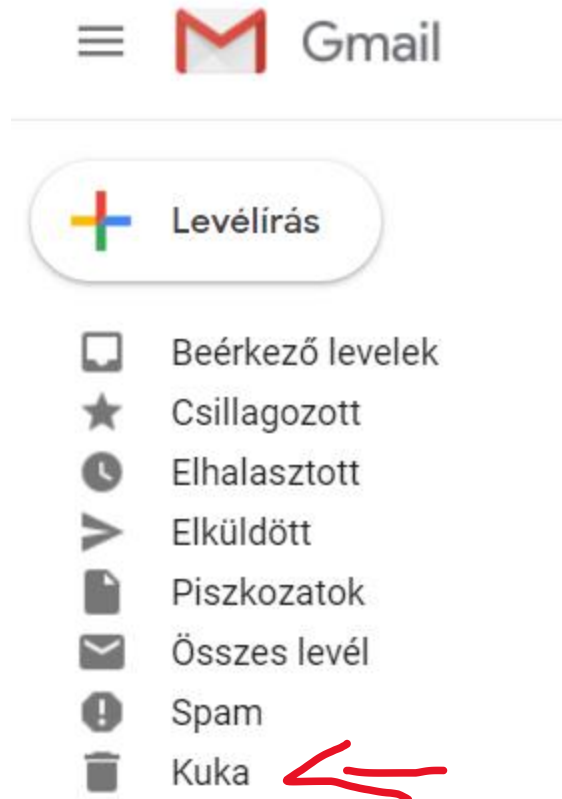 Gmail
Levélírás
Beérkező levelek
Csillagozott
Elhalasztott
Elküldött
Piszkozatok
Összes levél
Spam
Kuka